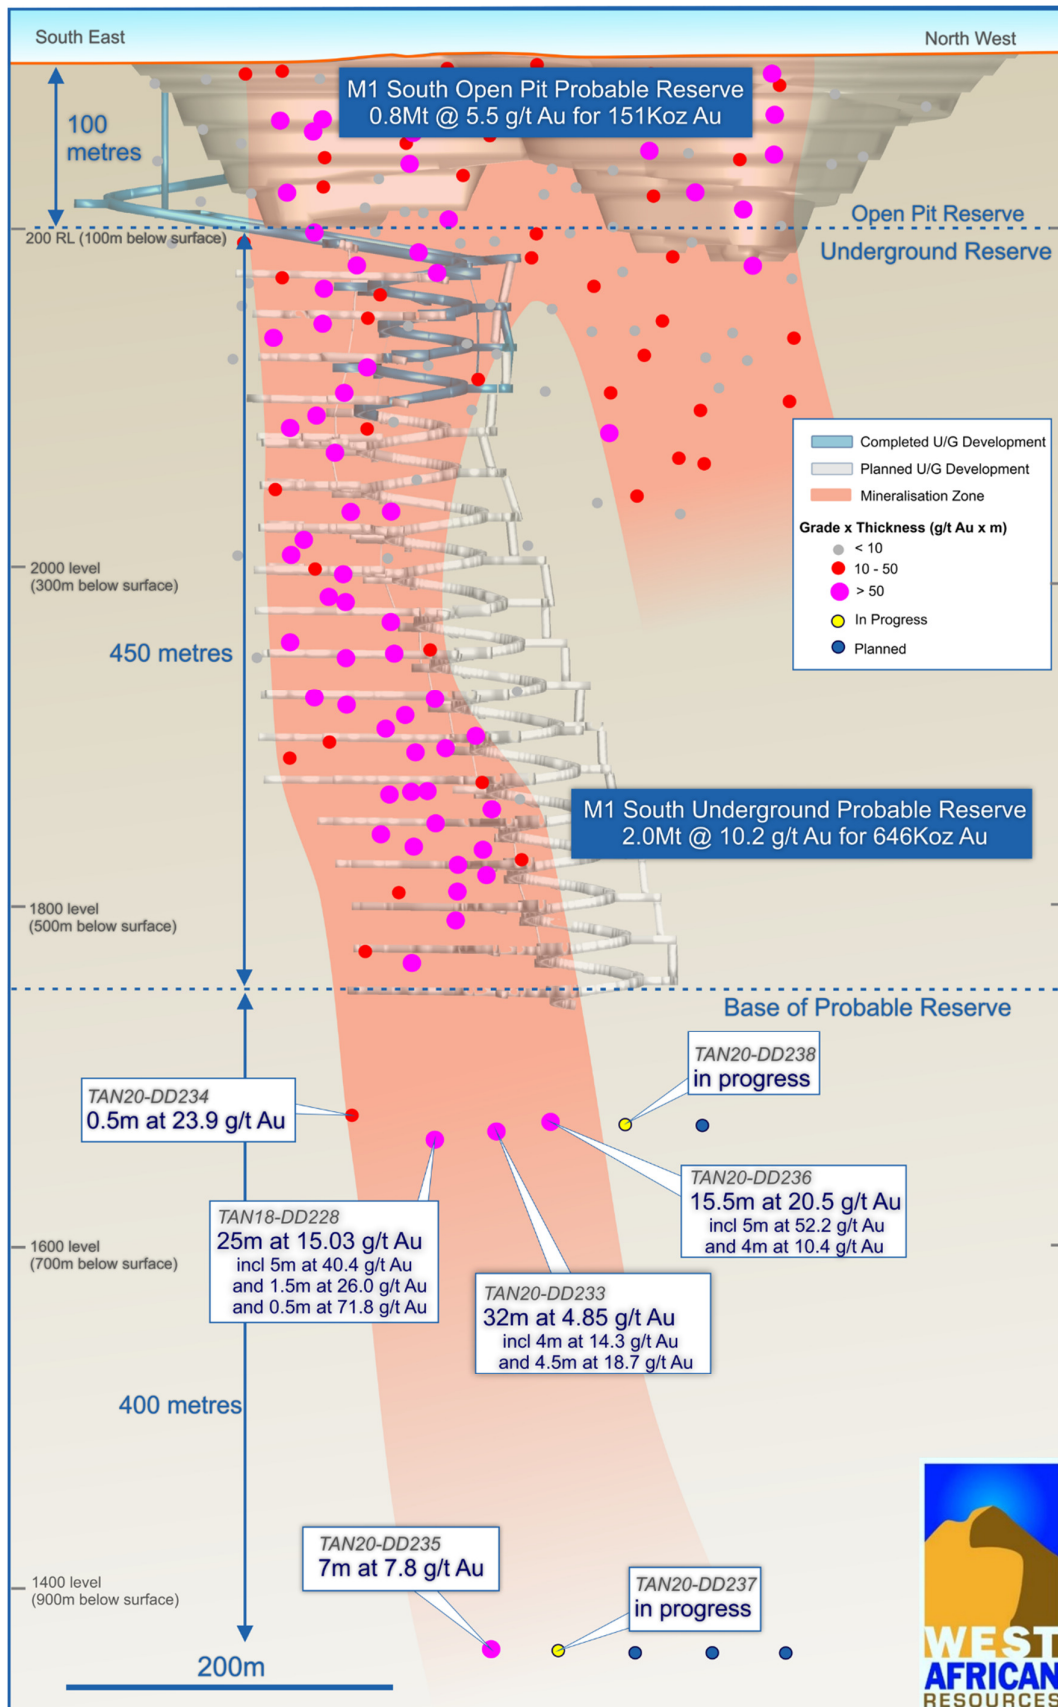 South East
North West
M1 South Open Pit Probable Reserve
0.8Mt @ 5.5 g/t Au for 151Koz Au
100
metres
Open Pit Reserve
200 RL (100m below surface)
Underground Reserve
Completed U/G Development
Planned U/G Development
Mineralisation Zone
Grade x Thickness (g/t Au x m)
< 10
10 - 50
> 50
In Progress
Planned
2000 level
(300m below surface)
450 metres
M1 South Underground Probable Reserve
2.0Mt @ 10.2 g/t Au for 646Koz Au
1800 level
(500m below surface)
Base of Probable Reserve
TAN20-DD238
in progress
TAN20-DD234
0.5m at 23.9 g/t Au
TAN20-DD236
15.5m at 20.5 g/t Au
incl 5m at 52.2 g/t Au
and 4m at 10.4 g/t Au
TAN18-DD228
25m at 15.03 g/t Au
incl 5m at 40.4 g/t Au
and 1.5m at 26.0 g/t Au
and 0.5m at 71.8 g/t Au
1600 level
(700m below surface)
TAN20-DD233
32m at 4.85 g/t Au
incl 4m at 14.3 g/t Au
and 4.5m at 18.7 g/t Au
400 metres
TAN20-DD235
7m at 7.8 g/t Au
TAN20-DD237
in progress
1400 level
(900m below surface)
200m
WEST
AFRICAN
RESOURCES